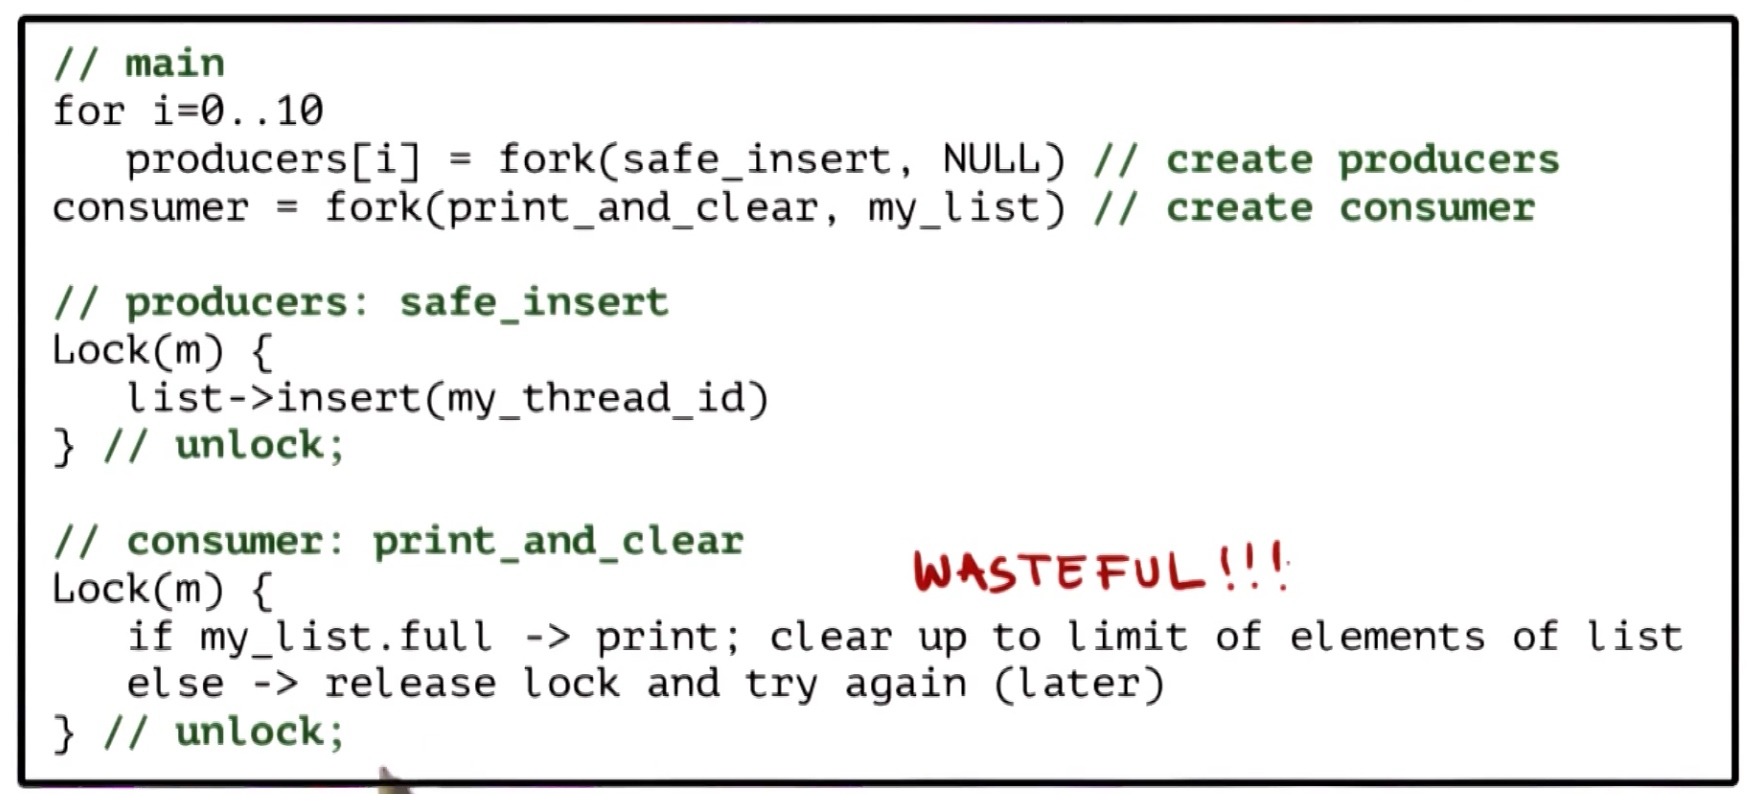 // main
for i=0..10
   producers[i] = fork(safe_insert, NULL) // create producers
consumer = fork(print_and_clear, my_list) // create consumer

// producers: safe_insert
Lock(m) {
   list->insert(my_thread_id)
} // unlock;

// consumer: print_and_clear
WASTEFUL!!!
Lock(m) {
   if my_list.full -> print; clear up to limit of elements of list
   else -> release lock and try again (later)
} // unlock;